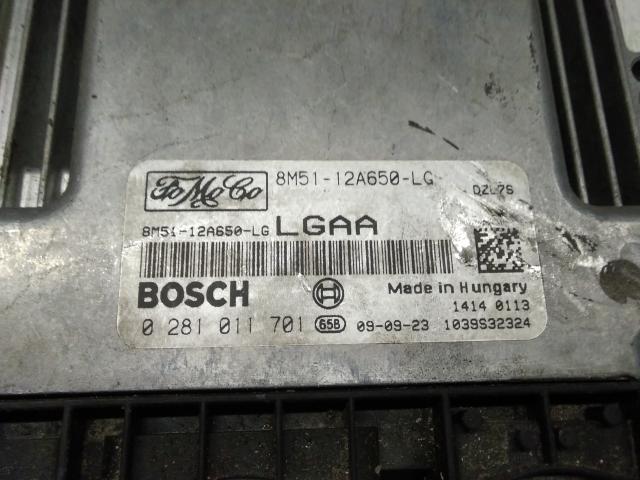 FoMoCo 8M51-12A650-LG
8M51-12A650-LG LGAA
BOSCH Made in Hungary
1414 0113
0 281 011 701 65B 09-09-23 1039S32324